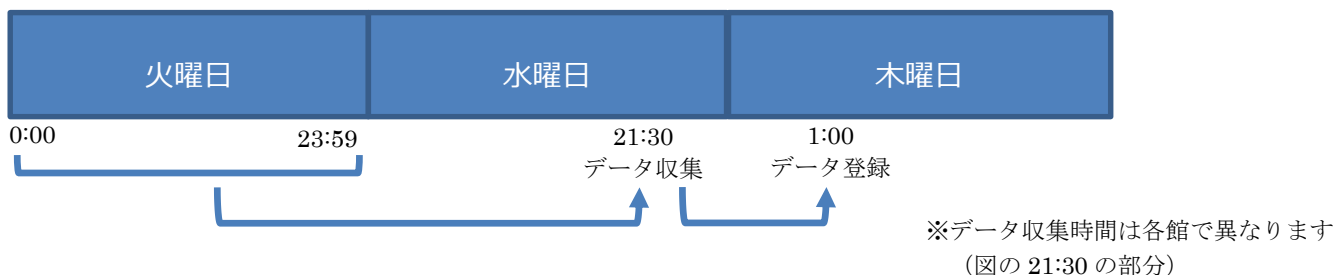 火曜日 水曜日 木曜日
0:00 23:59 21:30 1:00
データ収集 データ登録
※データ収集時間は各館で異なります
（図の 21:30 の部分）